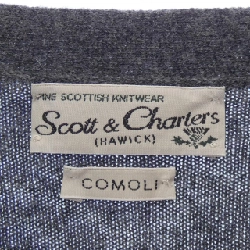 FINE SCOTTISH KNITWEAR
Scott & Charters
(HAWICK)
COMOLI